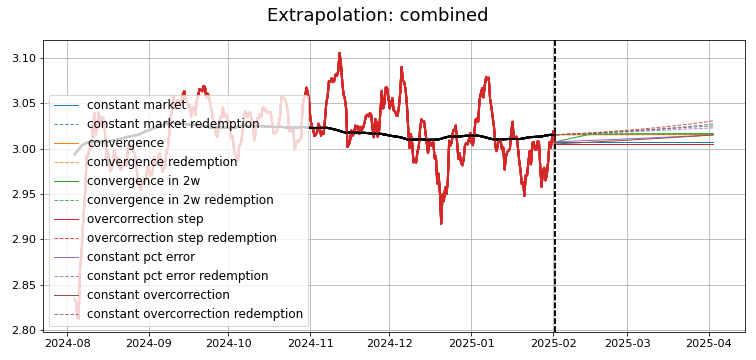 Extrapolation: combined
3.10
3.05
3.00
2.95
2.90
2.85
2.80
constant market
constant market redemption
convergence
convergence redemption
convergence in 2w
convergence in 2w redemption
overcorrection step
overcorrection step redemption
constant pct error
constant pct error redemption
constant overcorrection
constant overcorrection redemption
2024-08 2024-09 2024-10 2024-11 2024-12 2025-01 2025-02 2025-03 2025-04